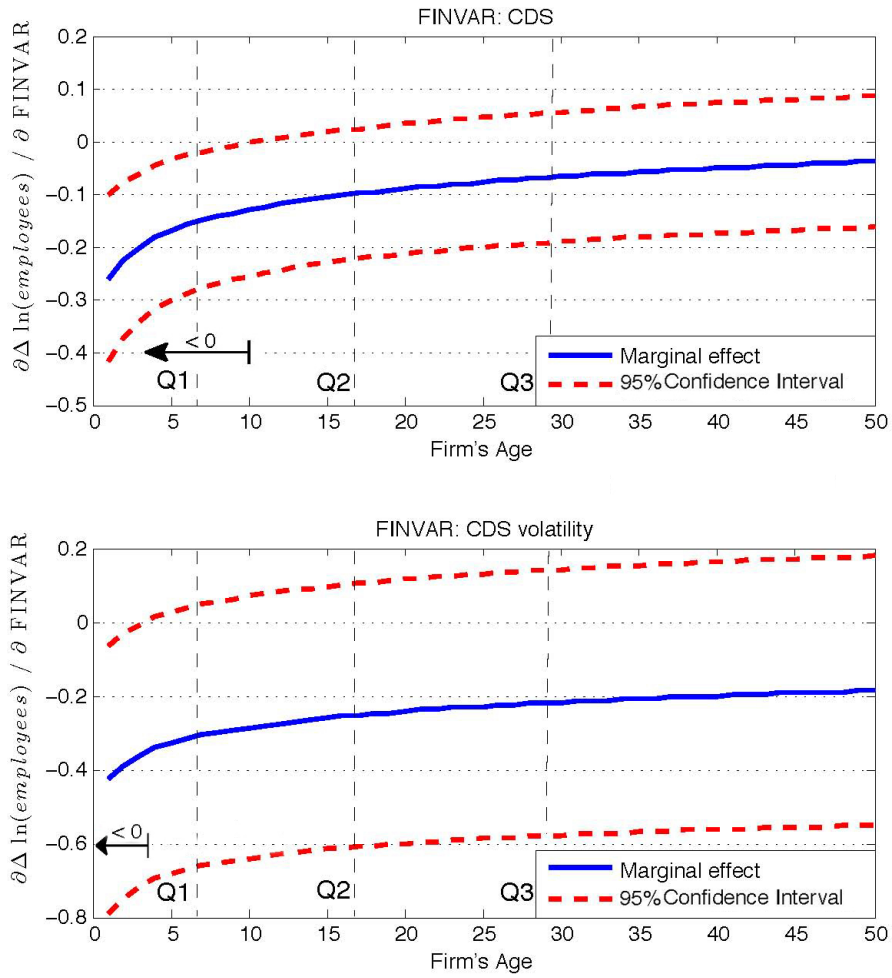 FINVAR: CDS
∂Δ ln(employees) / ∂ FINVAR
0.2
0.1
0
−0.1
−0.2
−0.3
−0.4
−0.5
< 0
Q1
Q2
Q3
Marginal effect
95%Confidence Interval
0 5 10 15 20 25 30 35 40 45 50
Firm's Age
FINVAR: CDS volatility
∂Δ ln(employees) / ∂ FINVAR
0.2
0
−0.2
−0.4
−0.6
−0.8
< 0
Q1
Q2
Q3
Marginal effect
95%Confidence Interval
0 5 10 15 20 25 30 35 40 45 50
Firm's Age